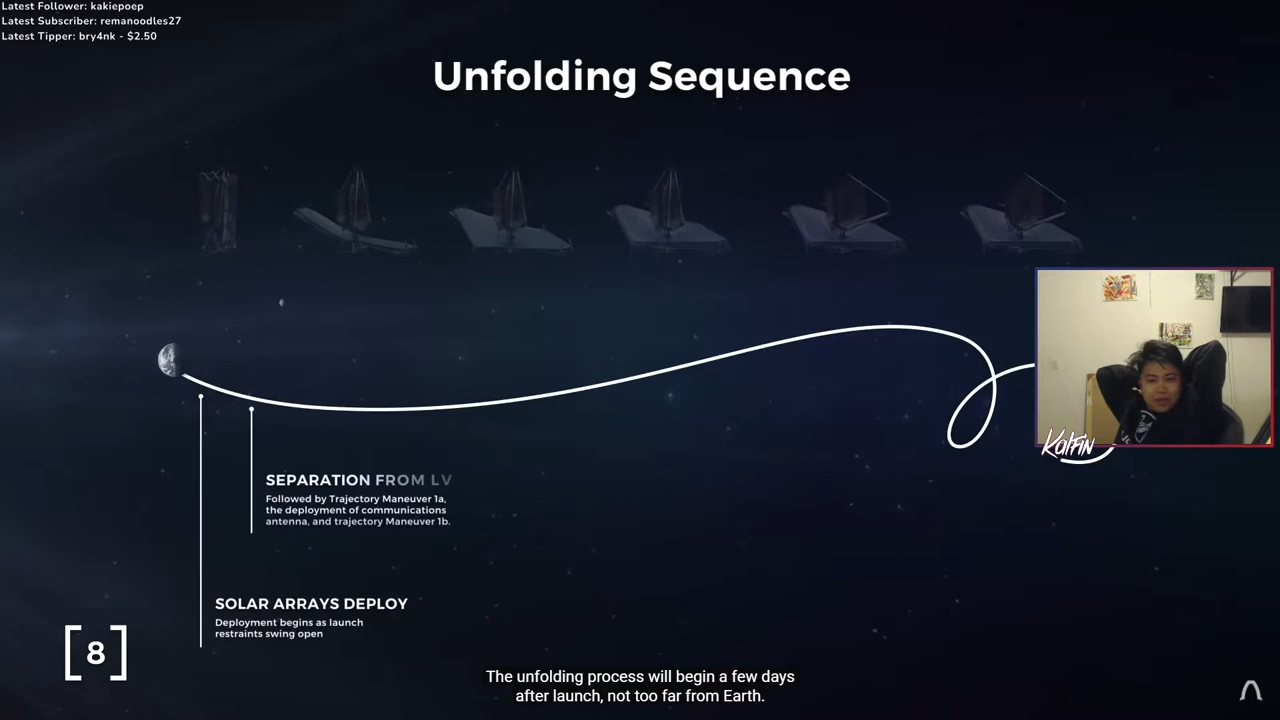 Latest Follower: kakiepoep
Latest Subscriber: remanoodles27
Latest Tipper: bry4nk - $2.50
Unfolding Sequence
Kalfin
SEPARATION FROM LV
Followed by Trajectory Maneuver 1a,
the deployment of communications
antenna, and trajectory Maneuver 1b.
SOLAR ARRAYS DEPLOY
Deployment begins as launch
restraints swing open
[8]
The unfolding process will begin a few days
after launch, not too far from Earth.